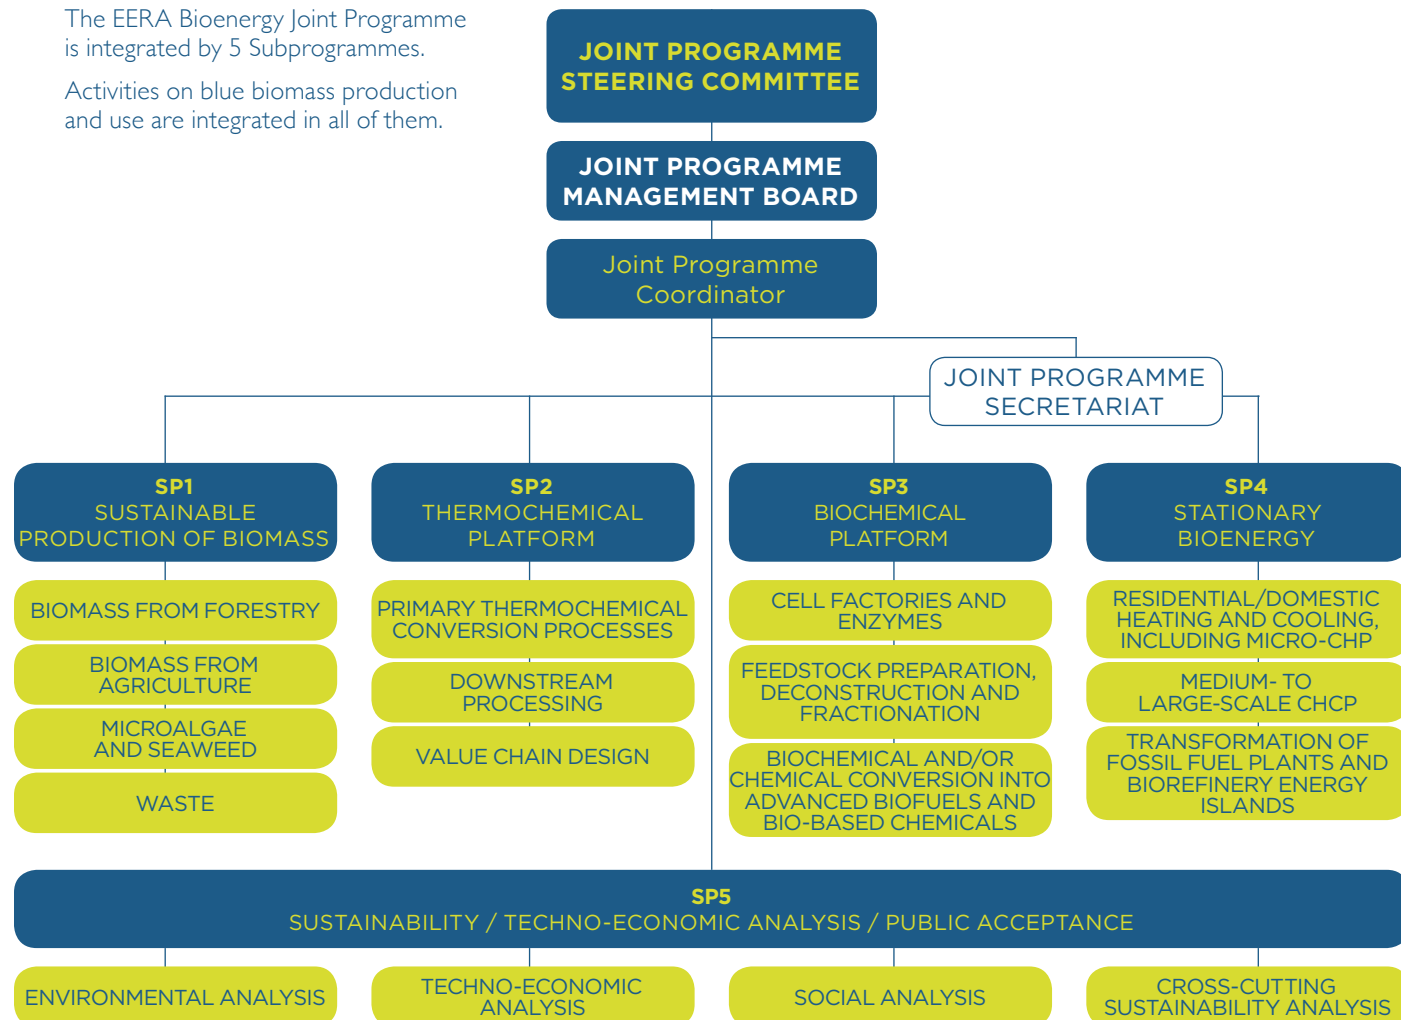 The EERA Bioenergy Joint Programme
is integrated by 5 Subprogrammes.
Activities on blue biomass production
and use are integrated in all of them.
JOINT PROGRAMME
STEERING COMMITTEE
JOINT PROGRAMME
MANAGEMENT BOARD
Joint Programme
Coordinator
JOINT PROGRAMME
SECRETARIAT
SP1
SUSTAINABLE
PRODUCTION OF BIOMASS
BIOMASS FROM FORESTRY
BIOMASS FROM
AGRICULTURE
MICROALGAE
AND SEAWEED
WASTE
SP2
THERMOCHEMICAL
PLATFORM
PRIMARY THERMOCHEMICAL
CONVERSION PROCESSES
DOWNSTREAM
PROCESSING
VALUE CHAIN DESIGN
SP3
BIOCHEMICAL
PLATFORM
CELL FACTORIES AND
ENZYMES
FEEDSTOCK PREPARATION,
DECONSTRUCTION AND
FRACTIONATION
BIOCHEMICAL AND/OR
CHEMICAL CONVERSION INTO
ADVANCED BIOFUELS AND
BIO-BASED CHEMICALS
SP4
STATIONARY
BIOENERGY
RESIDENTIAL/DOMESTIC
HEATING AND COOLING,
INCLUDING MICRO-CHP
MEDIUM- TO
LARGE-SCALE CHCP
TRANSFORMATION OF
FOSSIL FUEL PLANTS AND
BIOREFINERY ENERGY
ISLANDS
SP5
SUSTAINABILITY / TECHNO-ECONOMIC ANALYSIS / PUBLIC ACCEPTANCE
ENVIRONMENTAL ANALYSIS
TECHNO-ECONOMIC
ANALYSIS
SOCIAL ANALYSIS
CROSS-CUTTING
SUSTAINABILITY ANALYSIS